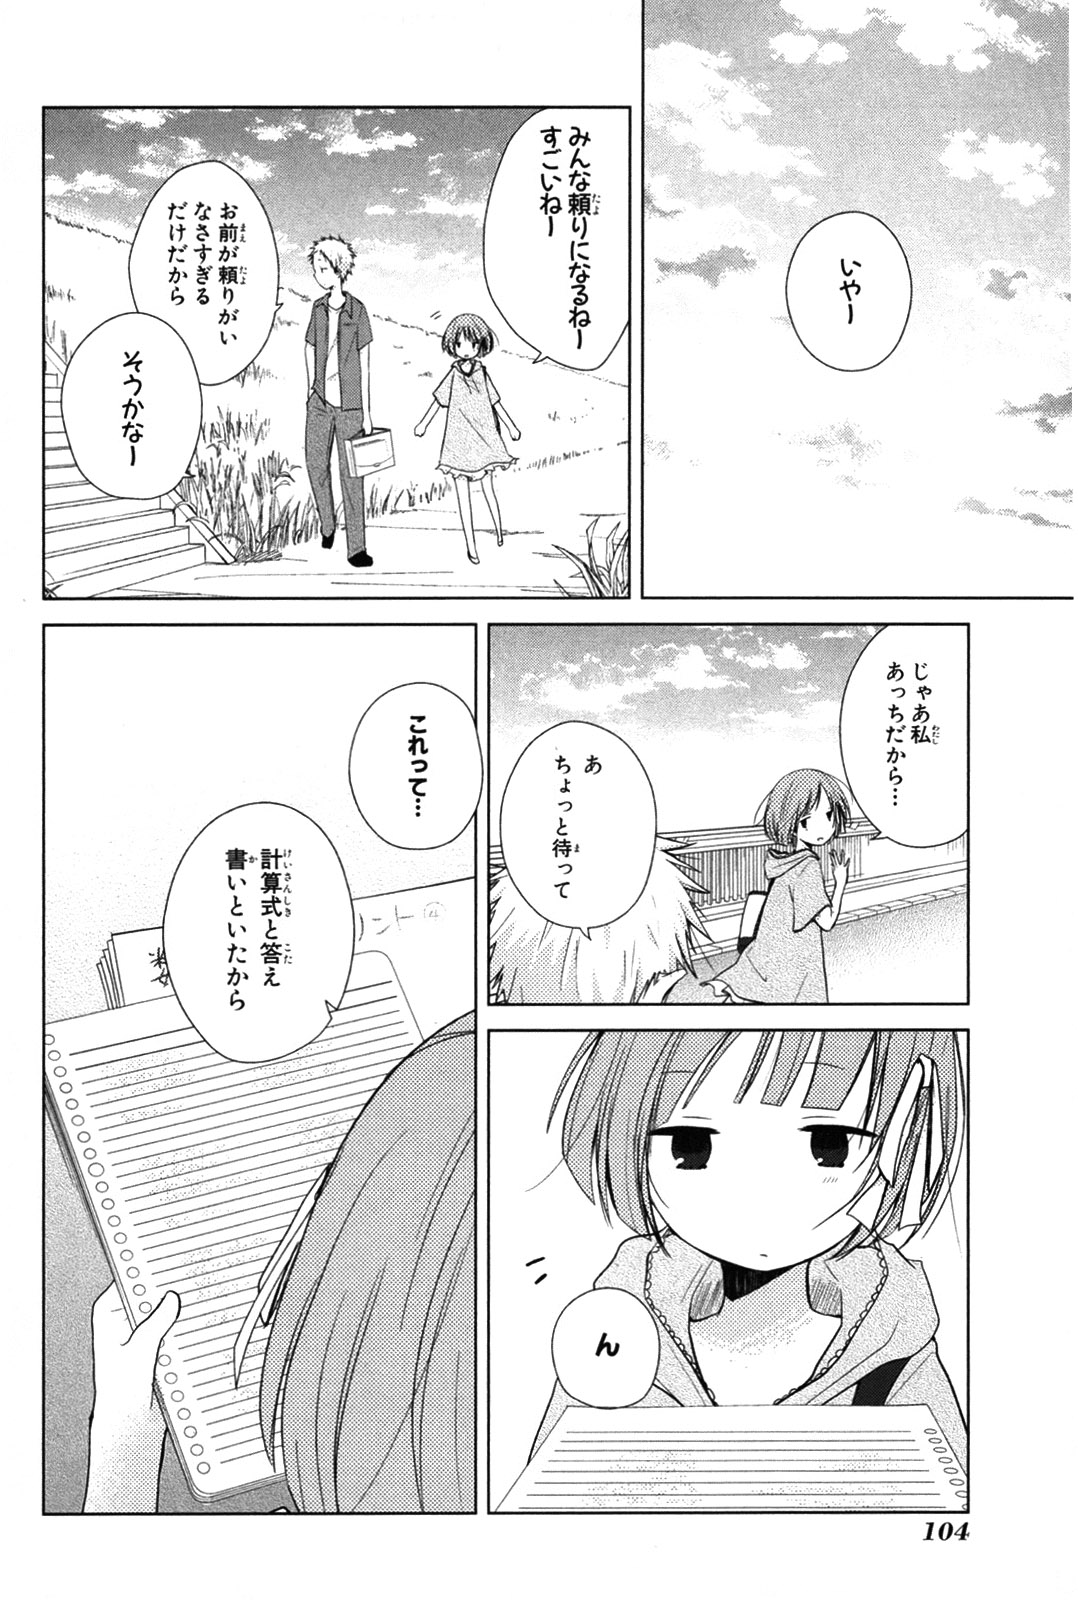 いやー
みんな頼りになるねー
すごいねー
お前が頼りがい
なさすぎる
だけだから
そうかなー
じゃあ私
あっちだから…
あ
ちょっと待って
ん
これって…
計算式と答え
書いといたから
リント④
104